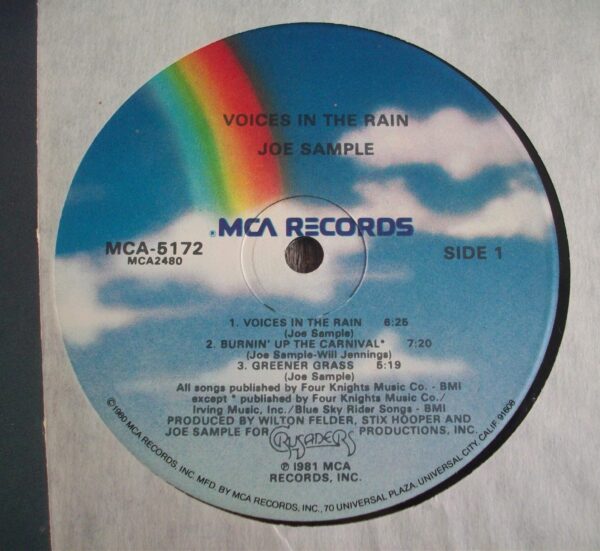 VOICES IN THE RAIN
JOE SAMPLE
MCA RECORDS
MCA-5172
MCA2480
SIDE 1
1. VOICES IN THE RAIN 6:25
(Joe Sample)
2. BURNIN' UP THE CARNIVAL* 7:20
(Joe Sample-Will Jennings)
3. GREENER GRASS 5:19
(Joe Sample)
All songs published by Four Knights Music Co. - BMI
except * published by Four Knights Music Co./
Irving Music, Inc./Blue Sky Rider Songs - BMI
PRODUCED BY WILTON FELDER, STIX HOOPER AND
JOE SAMPLE FOR CRUSADERS PRODUCTIONS, INC.
℗ 1981 MCA
RECORDS, INC.
©1980 MCA RECORDS, INC. MFD BY MCA RECORDS, INC., 70 UNIVERSAL PLAZA, UNIVERSAL CITY, CALIF. 91608